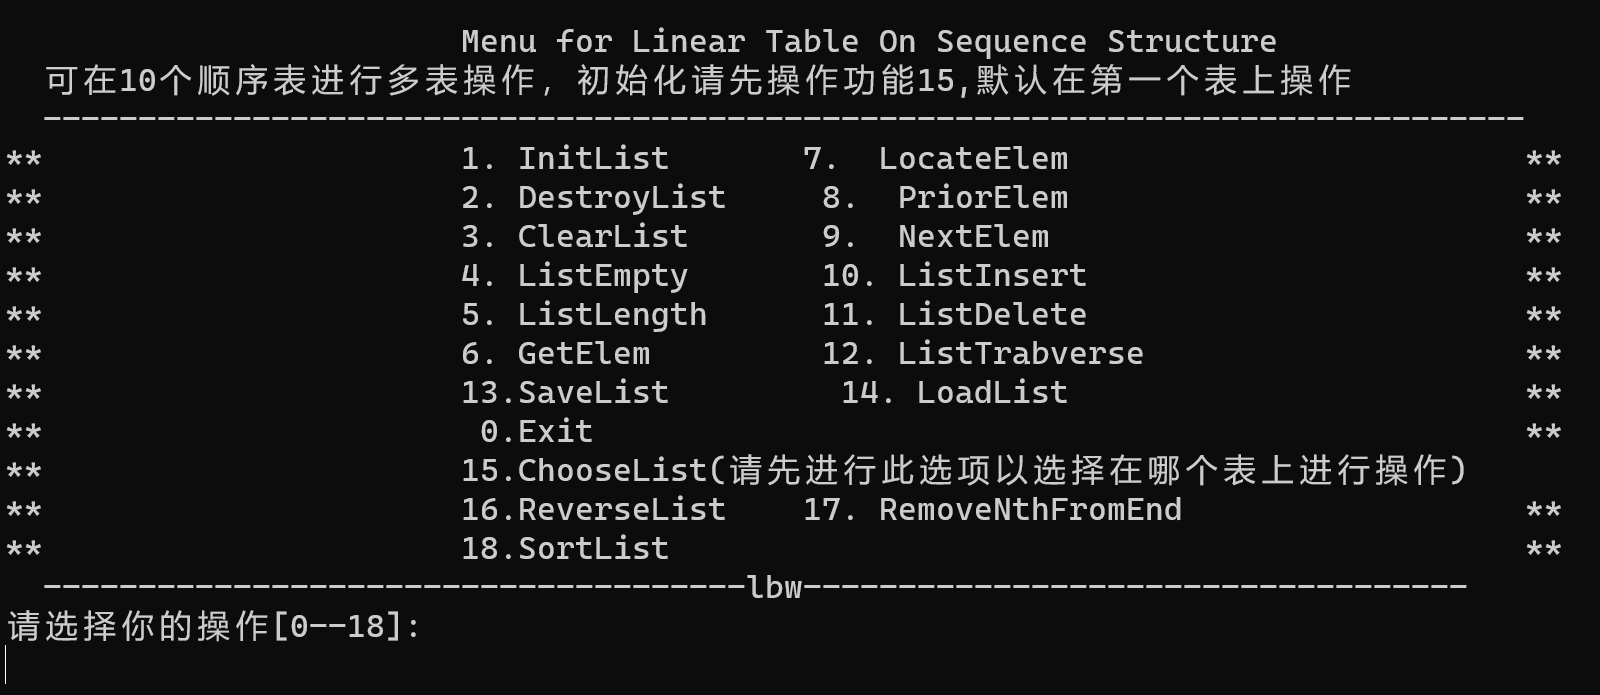 Menu for Linear Table On Sequence Structure
可在10个顺序表进行多表操作，初始化请先操作功能15,默认在第一个表上操作
------------------------------------------------------------------------------
** 1. InitList 7. LocateElem **
** 2. DestroyList 8. PriorElem **
** 3. ClearList 9. NextElem **
** 4. ListEmpty 10. ListInsert **
** 5. ListLength 11. ListDelete **
** 6. GetElem 12. ListTrabverse **
** 13.SaveList 14. LoadList **
** 0.Exit **
** 15.ChooseList(请先进行此选项以选择在哪个表上进行操作)
** 16.ReverseList 17. RemoveNthFromEnd **
** 18.SortList **
-------------------------------------lbw-----------------------------------
请选择你的操作[0--18]: